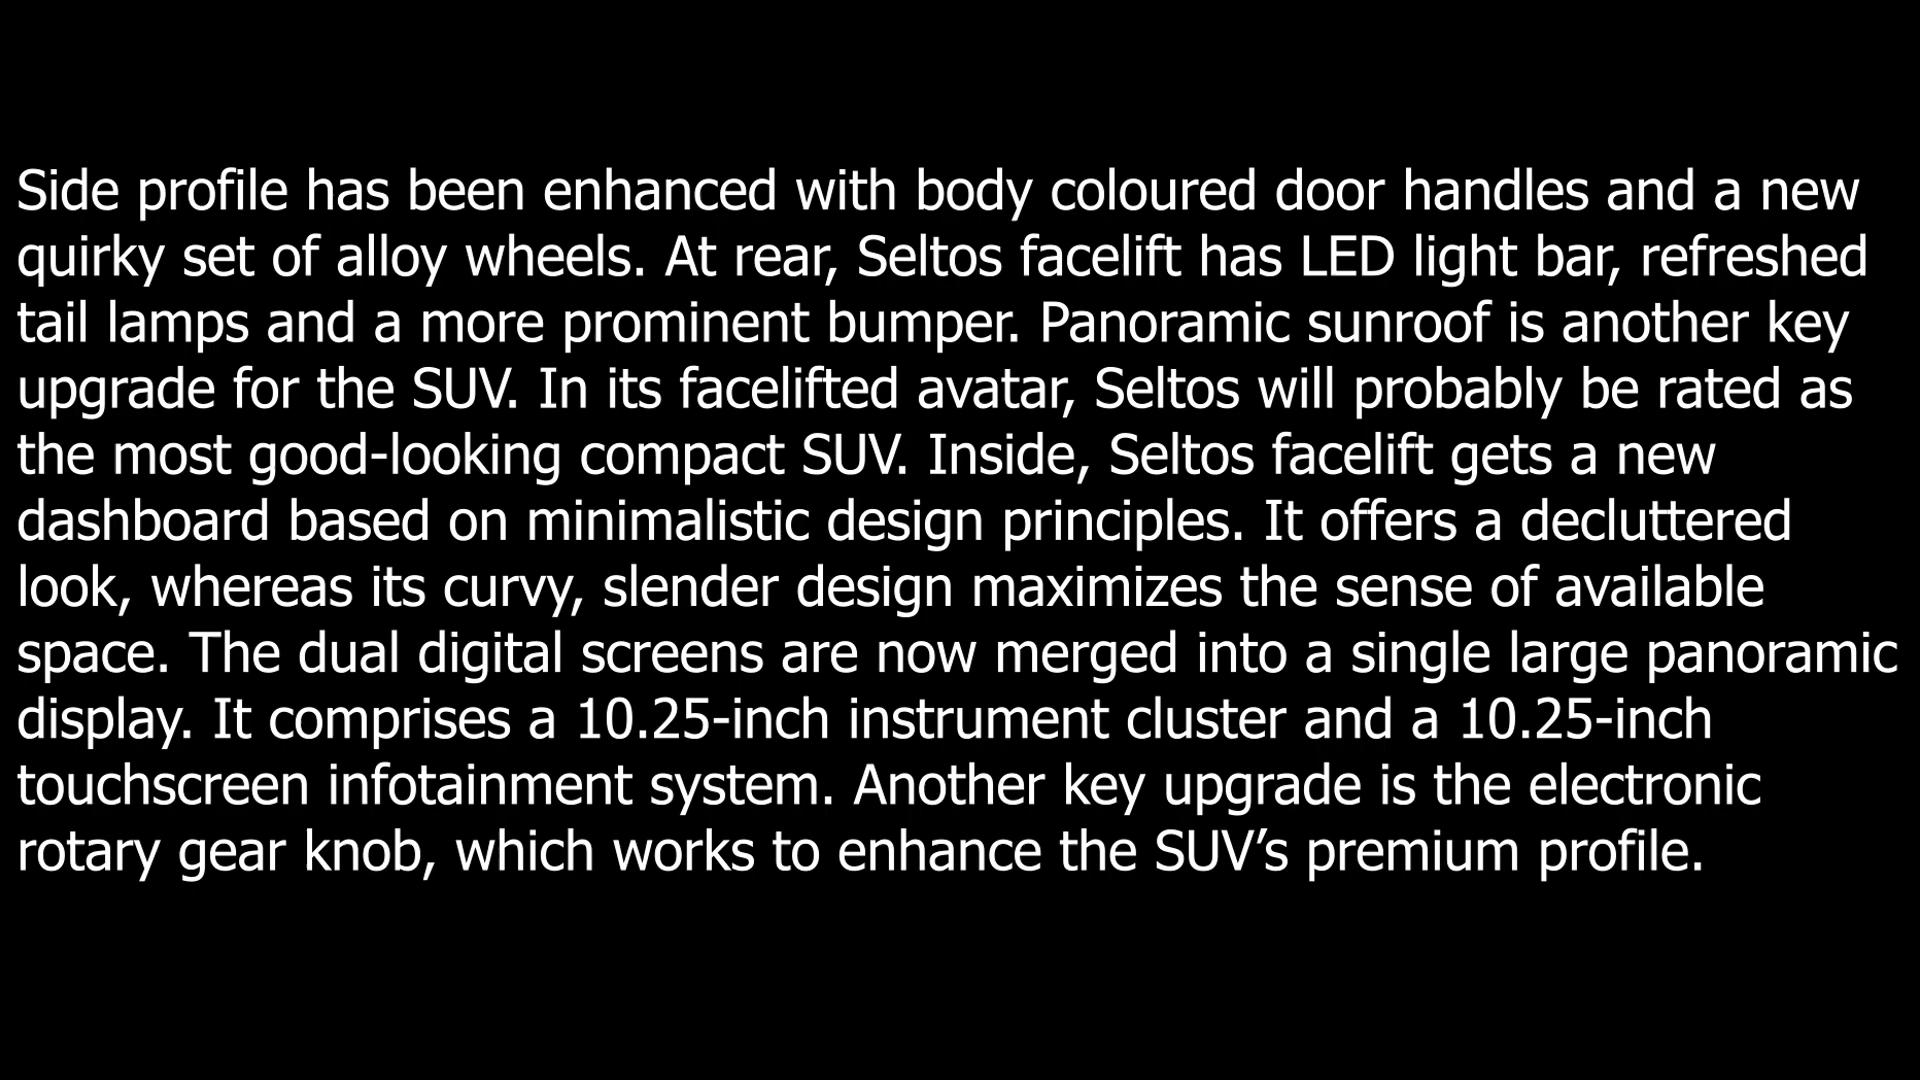 Side profile has been enhanced with body coloured door handles and a new
quirky set of alloy wheels. At rear, Seltos facelift has LED light bar, refreshed
tail lamps and a more prominent bumper. Panoramic sunroof is another key
upgrade for the SUV. In its facelifted avatar, Seltos will probably be rated as
the most good-looking compact SUV. Inside, Seltos facelift gets a new
dashboard based on minimalistic design principles. It offers a decluttered
look, whereas its curvy, slender design maximizes the sense of available
space. The dual digital screens are now merged into a single large panoramic
display. It comprises a 10.25-inch instrument cluster and a 10.25-inch
touchscreen infotainment system. Another key upgrade is the electronic
rotary gear knob, which works to enhance the SUV’s premium profile.